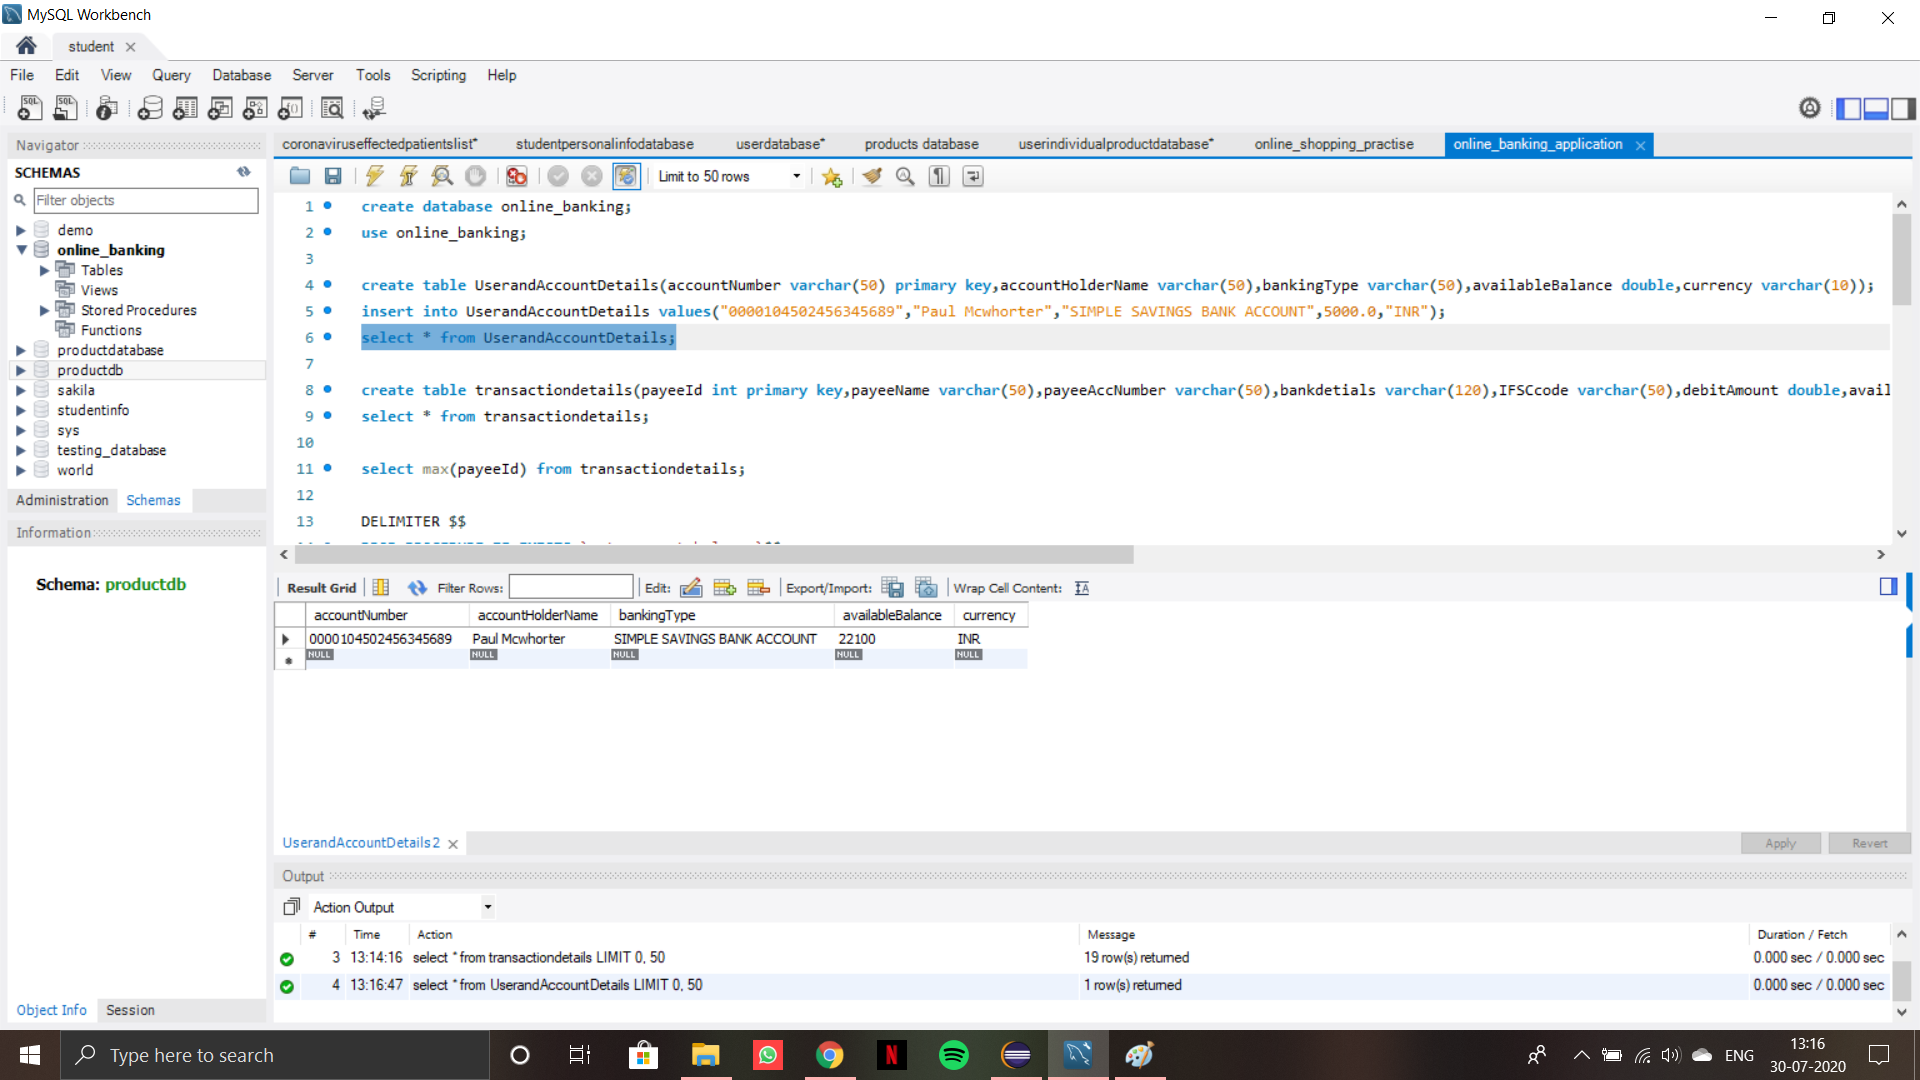 MySQL Workbench
student
File Edit View Query Database Server Tools Scripting Help
Navigator
SCHEMAS
Filter objects
demo
online_banking
Tables
Views
Stored Procedures
Functions
productdatabase
productdb
sakila
studentinfo
sys
testing_database
world
Administration Schemas
Information
Schema: productdb
Object Info Session
coronaviruseffectedpatientslist* studentpersonalinfodatabase userdatabase* products database userindividualproductdatabase* online_shopping_practise online_banking_application
Limit to 50 rows
1 create database online_banking;
2 use online_banking;
3
4 create table UserandAccountDetails(accountNumber varchar(50) primary key,accountHolderName varchar(50),bankingType varchar(50),availableBalance double,currency varchar(10));
5 insert into UserandAccountDetails values("0000104502456345689","Paul Mcwhorter","SIMPLE SAVINGS BANK ACCOUNT",5000.0,"INR");
6 select * from UserandAccountDetails;
7
8 create table transactiondetails(payeeId int primary key,payeeName varchar(50),payeeAccNumber varchar(50),bankdetials varchar(120),IFSCcode varchar(50),debitAmount double,avail
9 select * from transactiondetails;
10
11 select max(payeeId) from transactiondetails;
12
13 DELIMITER $$
Result Grid Filter Rows: Edit: Export/Import: Wrap Cell Content:
accountNumber accountHolderName bankingType availableBalance currency
0000104502456345689 Paul Mcwhorter SIMPLE SAVINGS BANK ACCOUNT 22100 INR
NULL NULL NULL NULL NULL
UserandAccountDetails2
Apply Revert
Output
Action Output
# Time Action Message Duration / Fetch
3 13:14:16 select * from transactiondetails LIMIT 0, 50 19 row(s) returned 0.000 sec / 0.000 sec
4 13:16:47 select * from UserandAccountDetails LIMIT 0, 50 1 row(s) returned 0.000 sec / 0.000 sec
Type here to search
ENG
13:16
30-07-2020